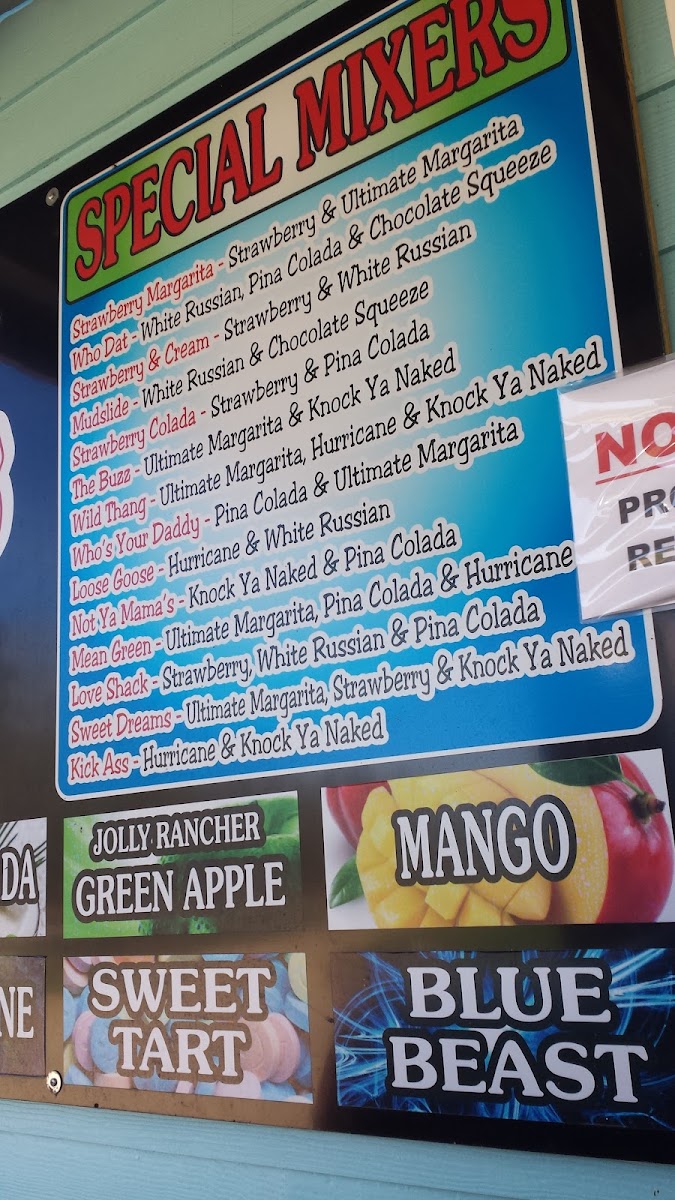 SPECIAL MIXERS
Strawberry Margarita - Strawberry & Ultimate Margarita
Who Dat - White Russian, Pina Colada & Chocolate Squeeze
Strawberry & Cream - Strawberry & White Russian
Mudslide - White Russian & Chocolate Squeeze
Strawberry Colada - Strawberry & Pina Colada
The Buzz - Ultimate Margarita & Knock Ya Naked
Wild Thang - Ultimate Margarita, Hurricane & Knock Ya Naked
Who's Your Daddy - Pina Colada & Ultimate Margarita
Loose Goose - Hurricane & White Russian
Not Ya Mama's - Knock Ya Naked & Pina Colada
Mean Green - Ultimate Margarita, Pina Colada & Hurricane
Love Shack - Strawberry, White Russian & Pina Colada
Sweet Dreams - Ultimate Margarita, Strawberry & Knock Ya Naked
Kick Ass - Hurricane & Knock Ya Naked
NO
PRO
RE
DA
JOLLY RANCHER
GREEN APPLE
MANGO
NE
SWEET
TART
BLUE
BEAST